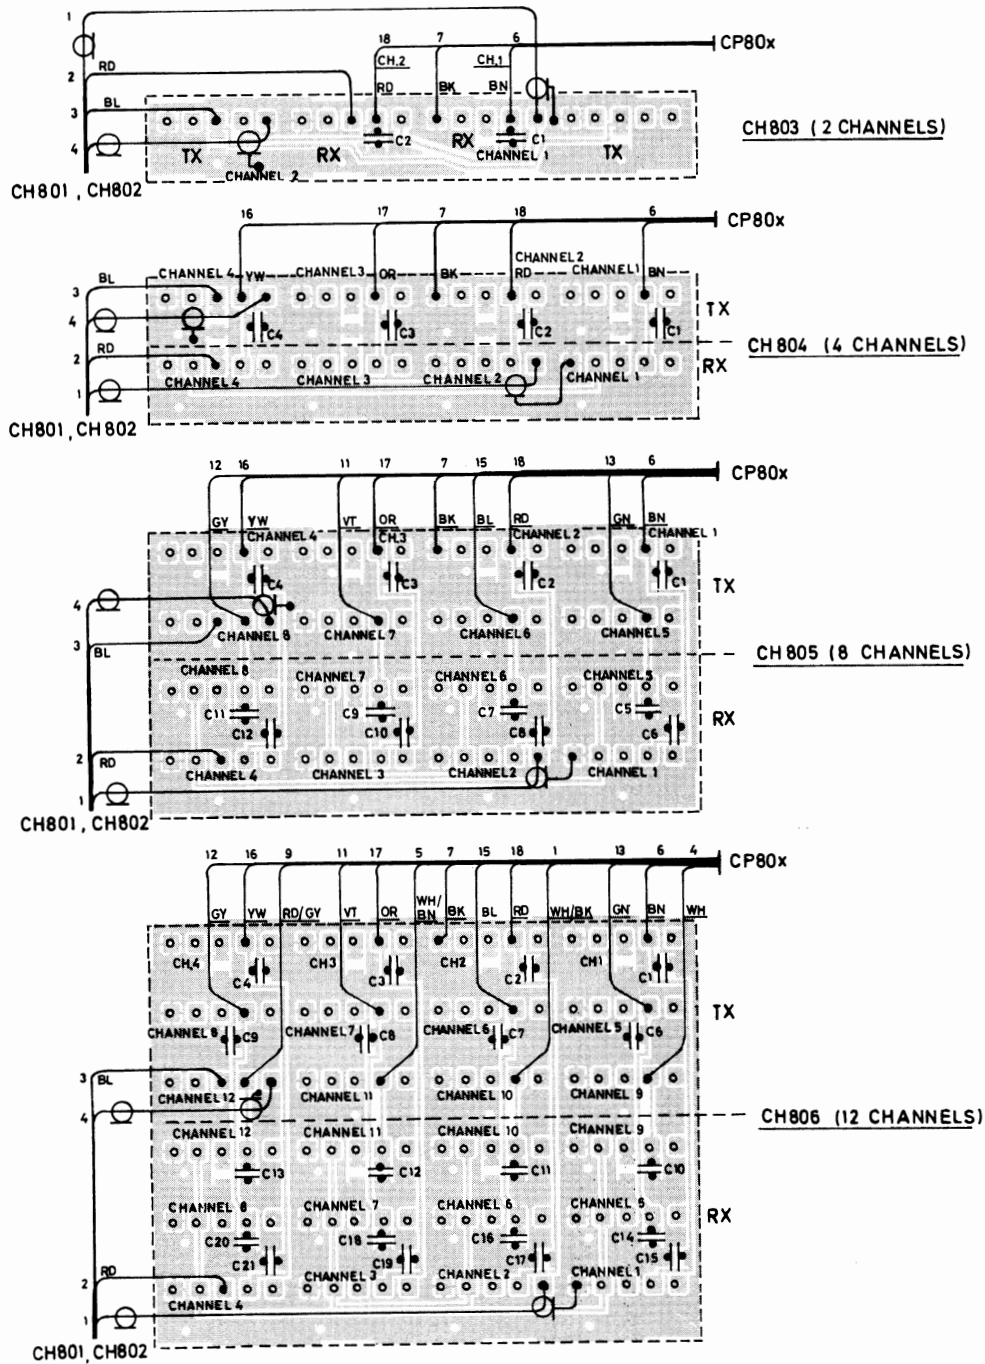 1
18 7 6
CP80x
CH.2 CH.1
2 RD RD BK BN
3 BL
C2 RX C1
CH803 (2 CHANNELS)
4 TX RX CHANNEL 1 TX
CHANNEL 2
CH801, CH802
16 17 7 18 6
CP80x
CHANNEL 2
BL CHANNEL 4 YW CHANNEL 3 OR BK RD CHANNEL 1 BN
3
TX
4 C4 C3 C2 C1
CH804 (4 CHANNELS)
2 RD RX
CHANNEL 4 CHANNEL 3 CHANNEL 2 CHANNEL 1
1
CH801, CH802
12 16 11 17 7 15 18 13 6
CP80x
GY YW VT OR BK BL RD GN BN
CHANNEL 4 CH.3 CHANNEL 2 CHANNEL 1
C4 C3 C2 C1 TX
4
CHANNEL 8 CHANNEL 7 CHANNEL 6 CHANNEL 5
3 BL
CH805 (8 CHANNELS)
CHANNEL 8 CHANNEL 7 CHANNEL 6 CHANNEL 5
C11 C9 C7 C5
RX
C12 C10 C8 C6
2 RD
CHANNEL 4 CHANNEL 3 CHANNEL 2 CHANNEL 1
1
CH801, CH802
12 16 9 11 17 5 7 15 18 1 13 6 4
CP80x
GY YW RD/GY VT OR WH/BN BK BL RD WH/BK GN BN WH
CH.4 CH3 CH2 CH1
C4 C3 C2 C1
TX
CHANNEL 8 C9 CHANNEL 7 C8 CHANNEL 6 C7 CHANNEL 5 C6
3 BL
CHANNEL 12 CHANNEL 11 CHANNEL 10 CHANNEL 9
4
CH806 (12 CHANNELS)
CHANNEL 12 CHANNEL 11 CHANNEL 10 CHANNEL 9
C13 C12 C11 C10
CHANNEL 8 CHANNEL 7 CHANNEL 6 CHANNEL 5
RX
C20 C18 C16 C14
C21 C19 C17 C15
2 RD
CHANNEL 4 CHANNEL 3 CHANNEL 2 CHANNEL 1
1
CH801, CH802